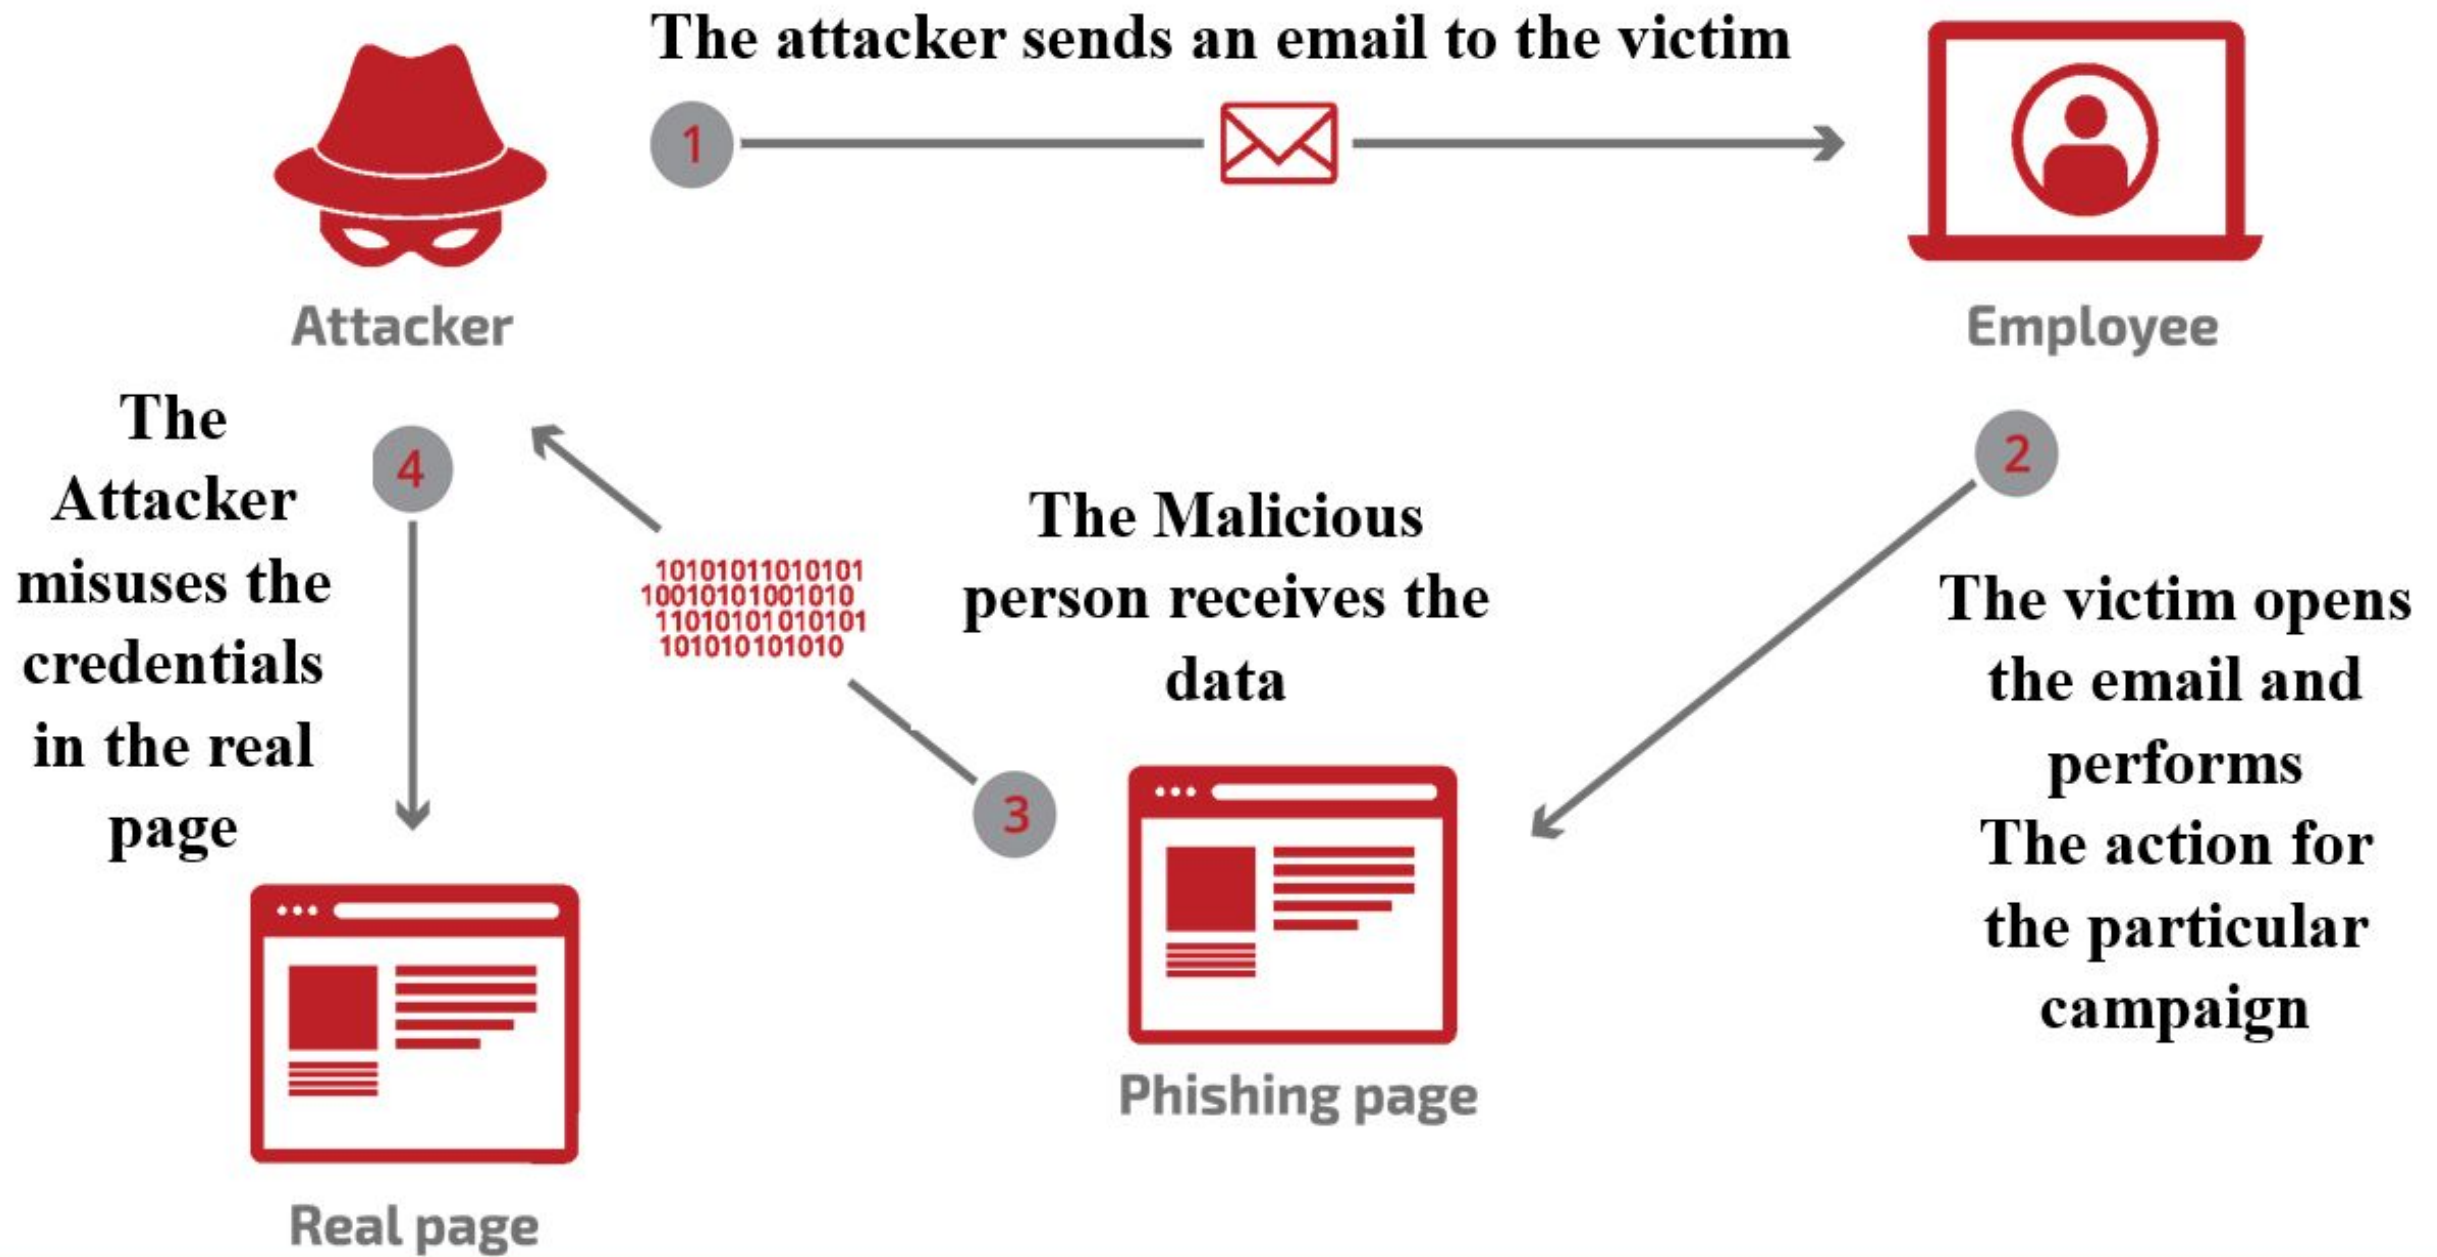 The attacker sends an email to the victim
1
Attacker
Employee
The
Attacker
misuses the
credentials
in the real
page
4
10101011010101
10010101001010
11010101010101
101010101010
The Malicious
person receives the
data
2
The victim opens
the email and
performs
The action for
the particular
campaign
3
Phishing page
Real page